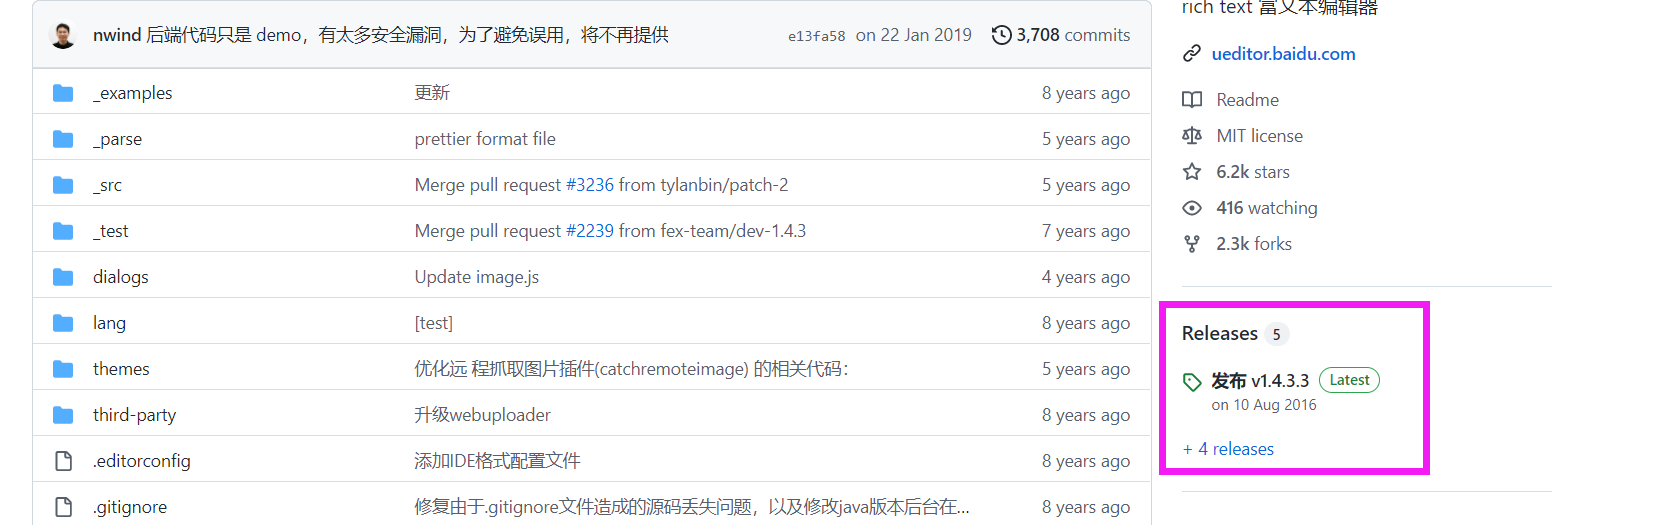 rich text 富文本编辑器
nwind 后端代码只是 demo，有太多安全漏洞，为了避免误用，将不再提供 e13fa58 on 22 Jan 2019 3,708 commits
_examples 更新 8 years ago
_parse prettier format file 5 years ago
_src Merge pull request #3236 from tylanbin/patch-2 5 years ago
_test Merge pull request #2239 from fex-team/dev-1.4.3 7 years ago
dialogs Update image.js 4 years ago
lang [test] 8 years ago
themes 优化远 程抓取图片插件(catchremoteimage) 的相关代码： 5 years ago
third-party 升级webuploader 8 years ago
.editorconfig 添加IDE格式配置文件 8 years ago
.gitignore 修复由于.gitignore文件造成的源码丢失问题，以及修改java版本后台在... 8 years ago
ueditor.baidu.com
Readme
MIT license
6.2k stars
416 watching
2.3k forks
Releases 5
发布 v1.4.3.3 Latest
on 10 Aug 2016
+ 4 releases